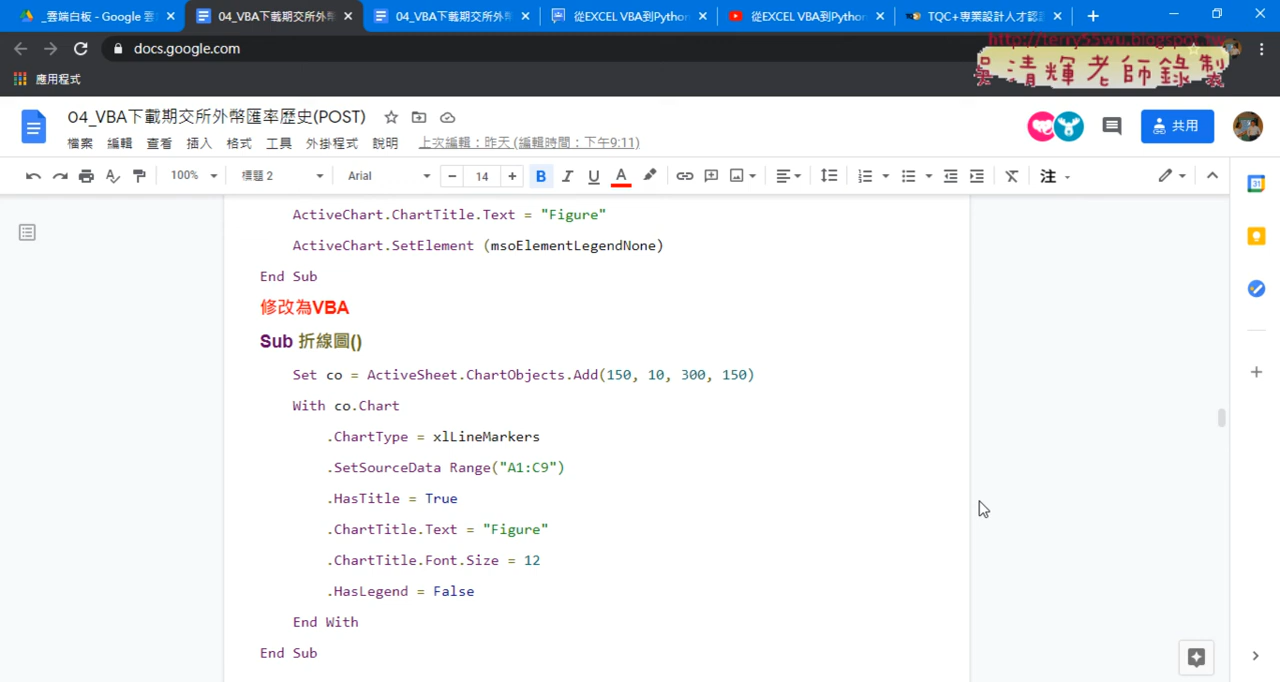 _雲端白板 - Google 雲
04_VBA下載期交所外幣
04_VBA下載期交所外幣
從EXCEL VBA到Python
從EXCEL VBA到Python
TQC+専業設計人才認
docs.google.com
http://terry55wu.blogspot.tw
吳清輝老師錄製
應用程式
04_VBA下載期交所外幣匯率歷史(POST)
共用
檔案 編輯 查看 插入 格式 工具 外掛程式 說明 上次編輯：昨天 (編輯時間：下午9:11)
100% 標題 2 Arial − 14 + B I U A 注
31
ActiveChart.ChartTitle.Text = "Figure"
ActiveChart.SetElement (msoElementLegendNone)
End Sub
修改為VBA
Sub 折線圖()
Set co = ActiveSheet.ChartObjects.Add(150, 10, 300, 150)
With co.Chart
.ChartType = xlLineMarkers
.SetSourceData Range("A1:C9")
.HasTitle = True
.ChartTitle.Text = "Figure"
.ChartTitle.Font.Size = 12
.HasLegend = False
End With
End Sub